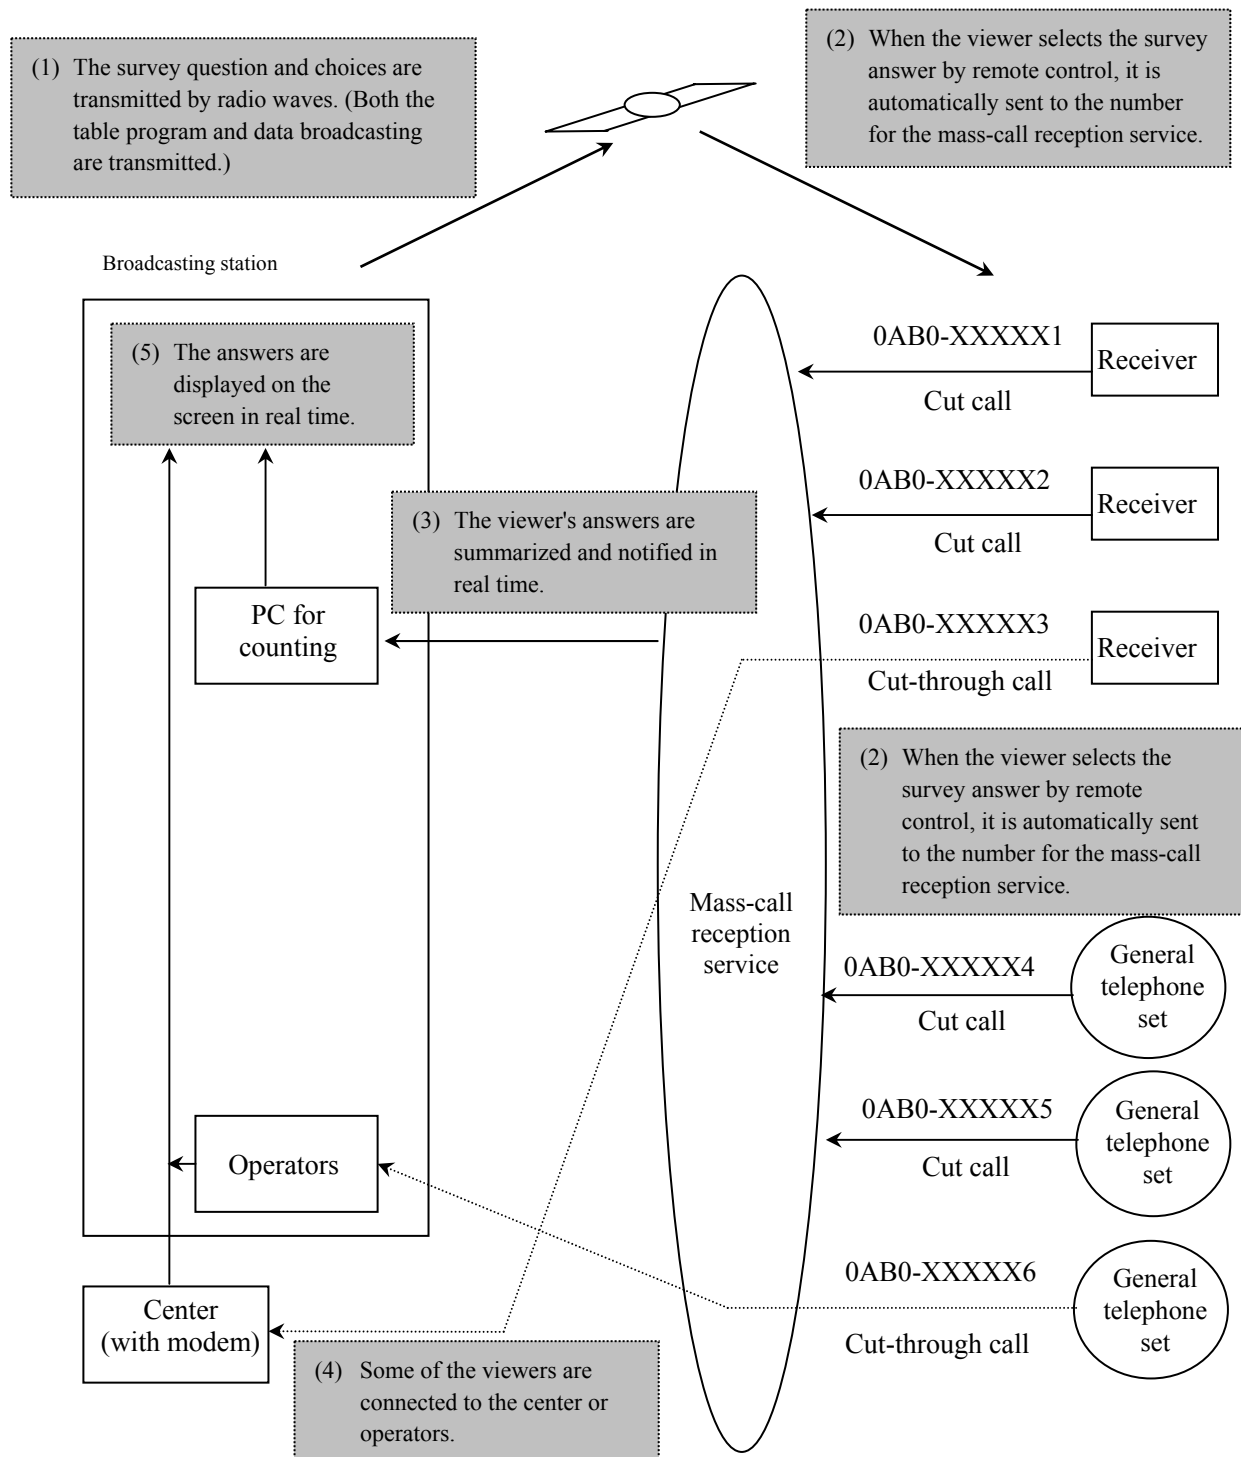 (1) The survey question and choices are
transmitted by radio waves. (Both the
table program and data broadcasting
are transmitted.)
(2) When the viewer selects the survey
answer by remote control, it is
automatically sent to the number
for the mass-call reception service.
Broadcasting station
(5) The answers are
displayed on the
screen in real time.
0AB0-XXXXX1
Receiver
Cut call
0AB0-XXXXX2
Receiver
Cut call
(3) The viewer's answers are
summarized and notified in
real time.
PC for
counting
0AB0-XXXXX3
Receiver
Cut-through call
(2) When the viewer selects the
survey answer by remote
control, it is automatically sent
to the number for the mass-call
reception service.
Mass-call
reception
service
0AB0-XXXXX4
Cut call
General
telephone
set
0AB0-XXXXX5
Cut call
General
telephone
set
Operators
0AB0-XXXXX6
Cut-through call
General
telephone
set
Center
(with modem)
(4) Some of the viewers are
connected to the center or
operators.